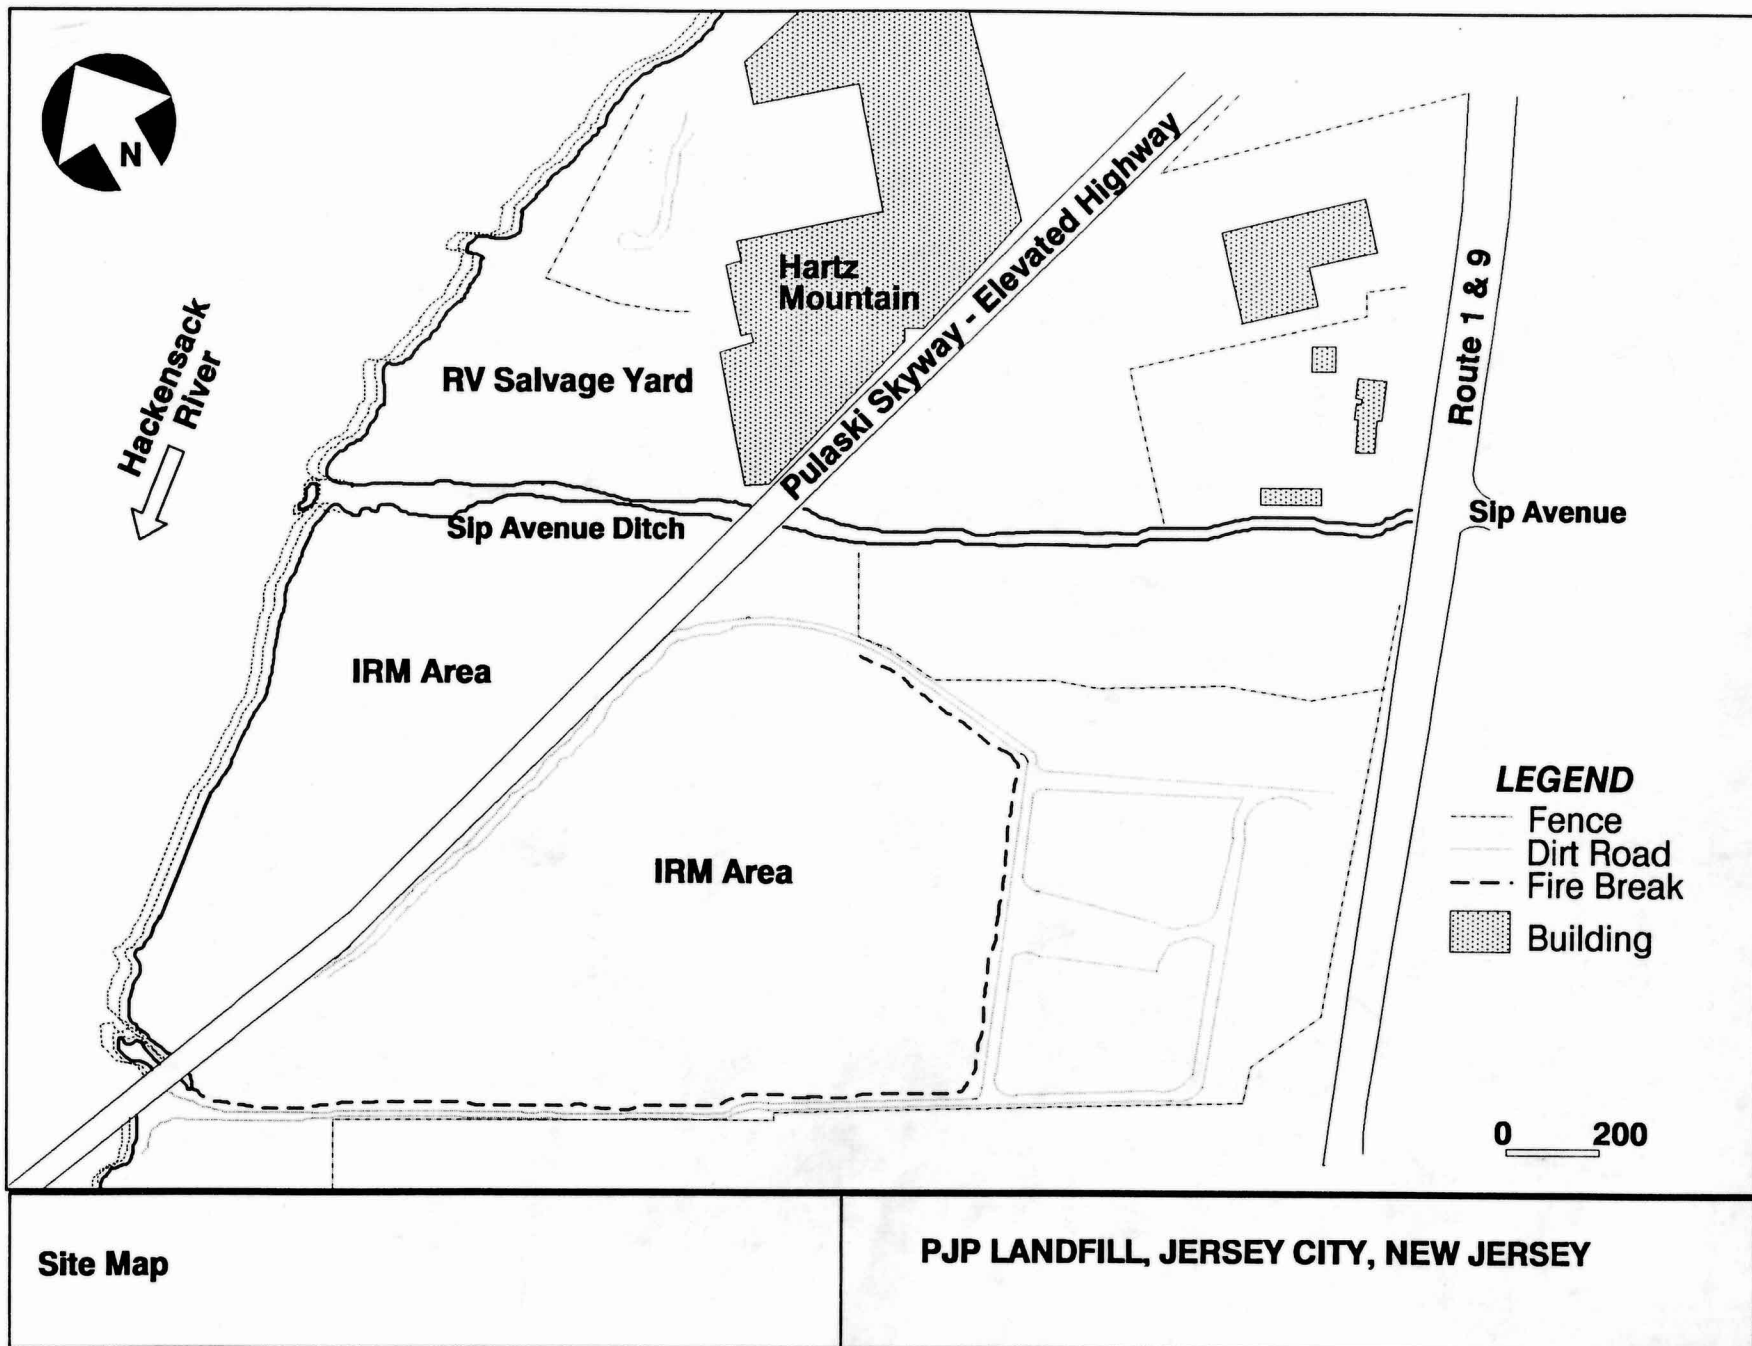 N
Hartz
Mountain
Pulaski Skyway - Elevated Highway
Route 1 & 9
Hackensack
River
RV Salvage Yard
Sip Avenue Ditch
Sip Avenue
IRM Area
IRM Area
LEGEND
Fence
Dirt Road
Fire Break
Building
0 200
Site Map
PJP LANDFILL, JERSEY CITY, NEW JERSEY